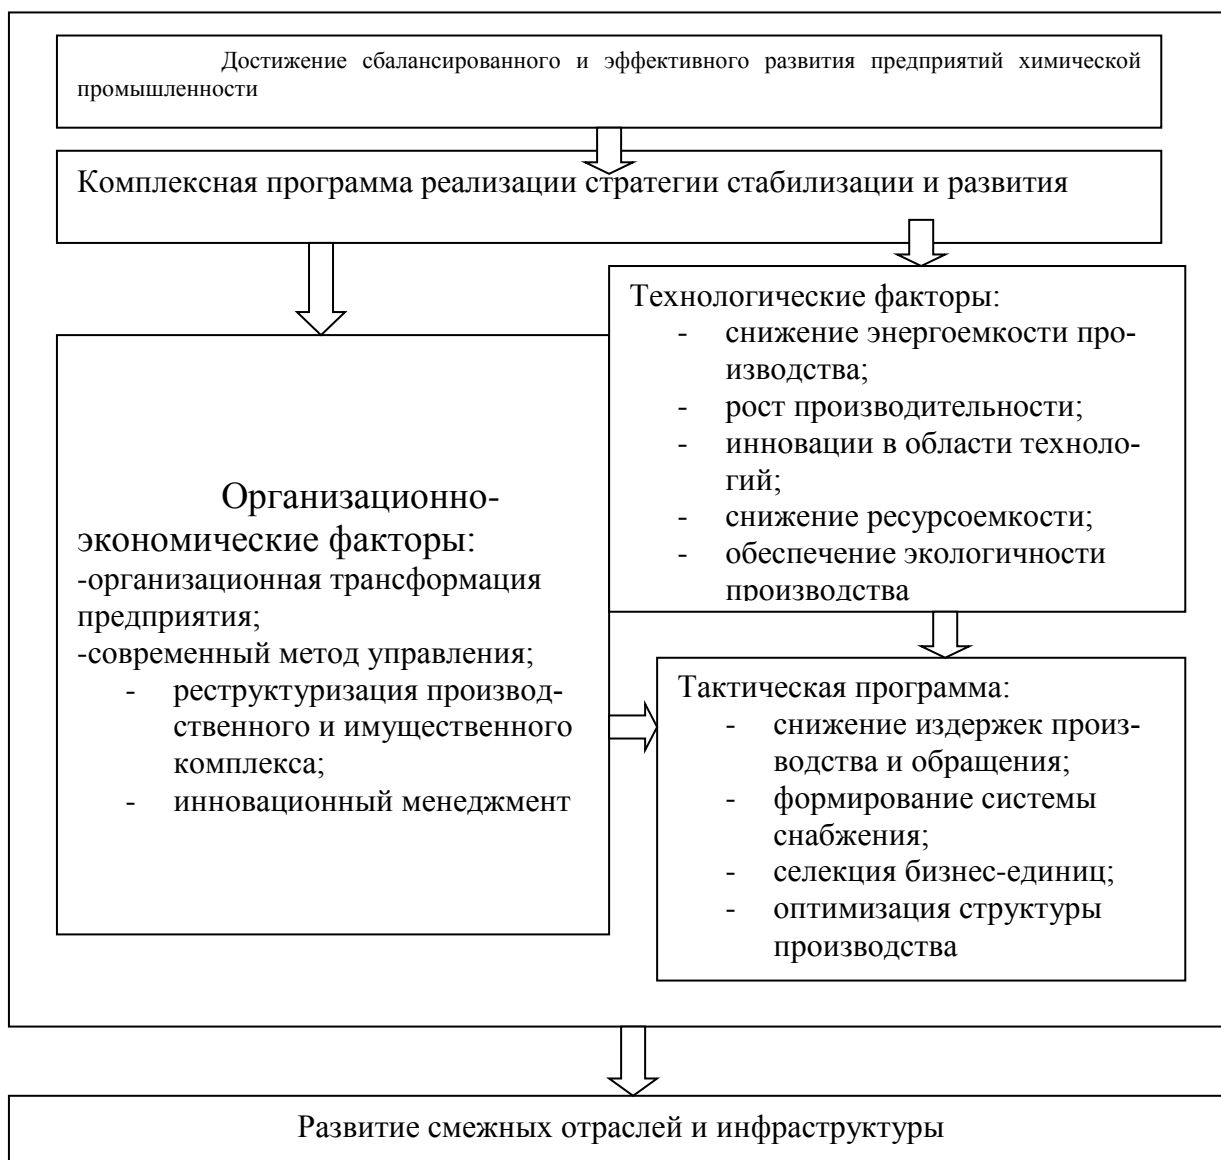 Достижение сбалансированного и эффективного развития предприятий химической
промышленности
Комплексная программа реализации стратегии стабилизации и развития
Технологические факторы:
- снижение энергоемкости про-
изводства;
- рост производительности;
- инновации в области техноло-
гий;
- снижение ресурсоемкости;
- обеспечение экологичности
производства
Организационно-
экономические факторы:
-организационная трансформация
предприятия;
-современный метод управления;
- реструктуризация производ-
ственного и имущественного
комплекса;
- инновационный менеджмент
Тактическая программа:
- снижение издержек произ-
водства и обращения;
- формирование системы
снабжения;
- селекция бизнес-единиц;
- оптимизация структуры
производства
Развитие смежных отраслей и инфраструктуры